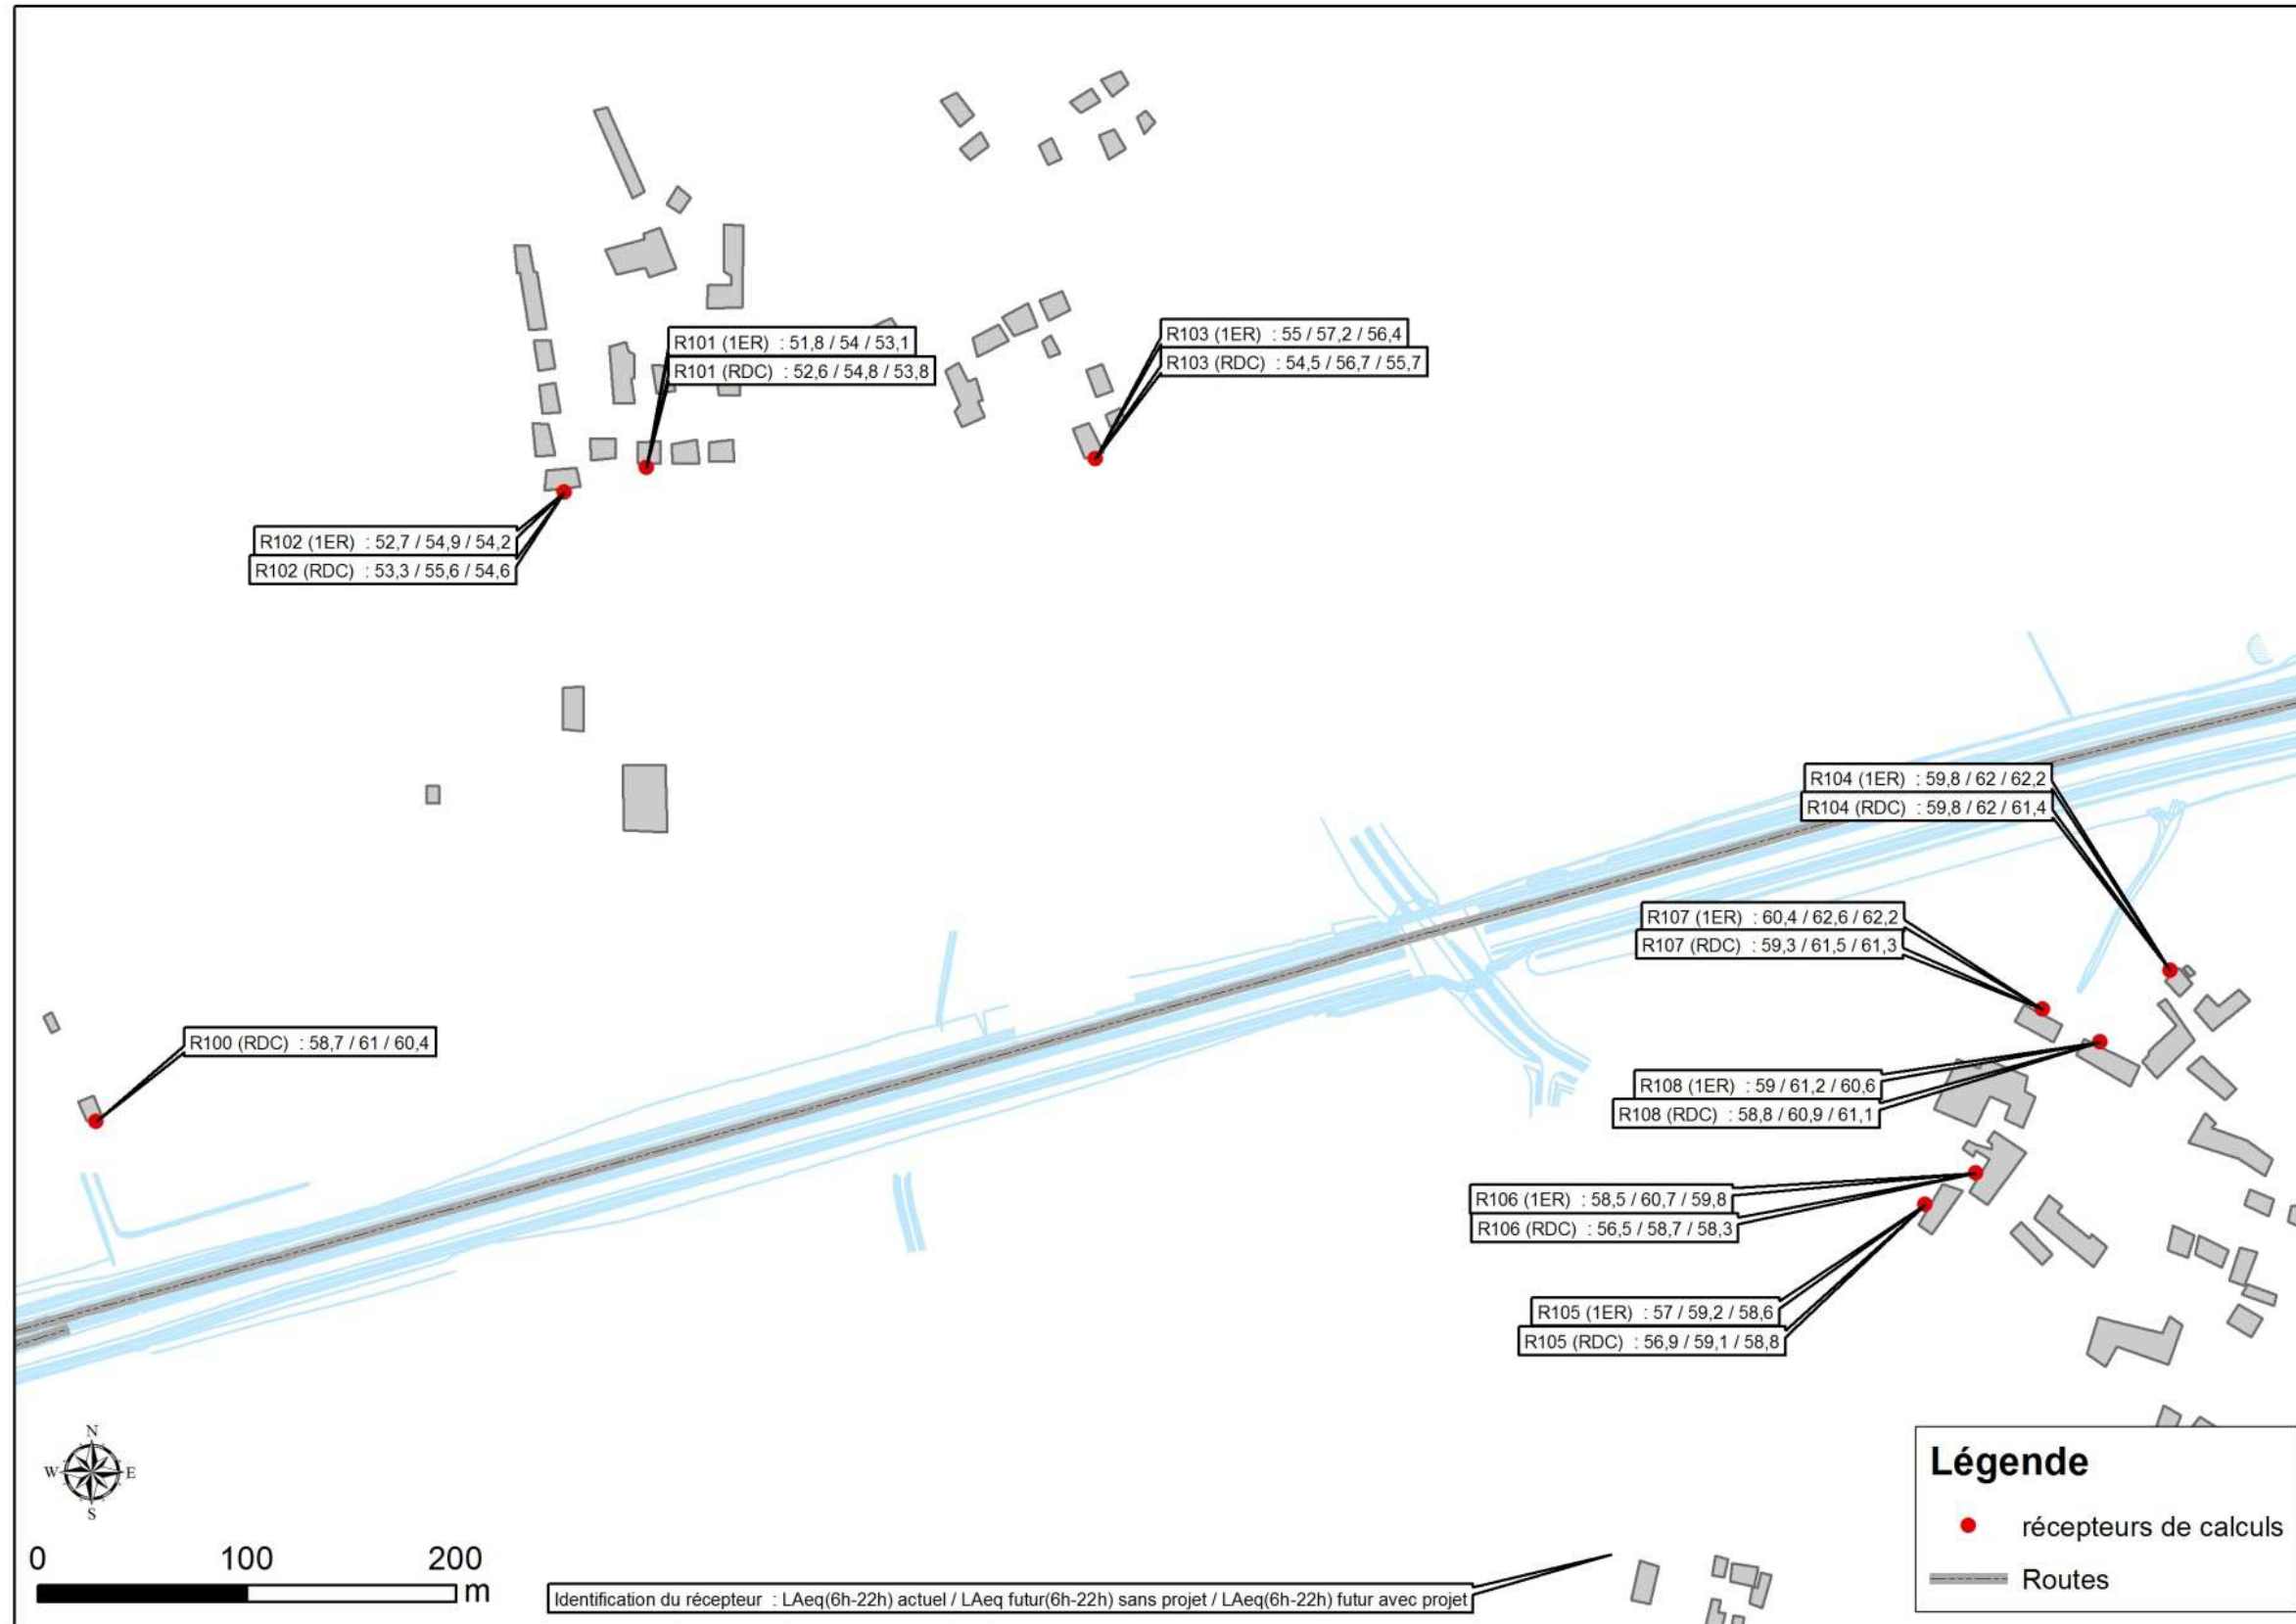 R101 (1ER) : 51,8 / 54 / 53,1
R101 (RDC) : 52,6 / 54,8 / 53,8
R103 (1ER) : 55 / 57,2 / 56,4
R103 (RDC) : 54,5 / 56,7 / 55,7
R102 (1ER) : 52,7 / 54,9 / 54,2
R102 (RDC) : 53,3 / 55,6 / 54,6
R104 (1ER) : 59,8 / 62 / 62,2
R104 (RDC) : 59,8 / 62 / 61,4
R107 (1ER) : 60,4 / 62,6 / 62,2
R107 (RDC) : 59,3 / 61,5 / 61,3
R100 (RDC) : 58,7 / 61 / 60,4
R108 (1ER) : 59 / 61,2 / 60,6
R108 (RDC) : 58,8 / 60,9 / 61,1
R106 (1ER) : 58,5 / 60,7 / 59,8
R106 (RDC) : 56,5 / 58,7 / 58,3
R105 (1ER) : 57 / 59,2 / 58,6
R105 (RDC) : 56,9 / 59,1 / 58,8
N
W E
S
0 100 200
m
Identification du récepteur : LAeq(6h-22h) actuel / LAeq futur(6h-22h) sans projet / LAeq(6h-22h) futur avec projet
Légende
récepteurs de calculs
Routes